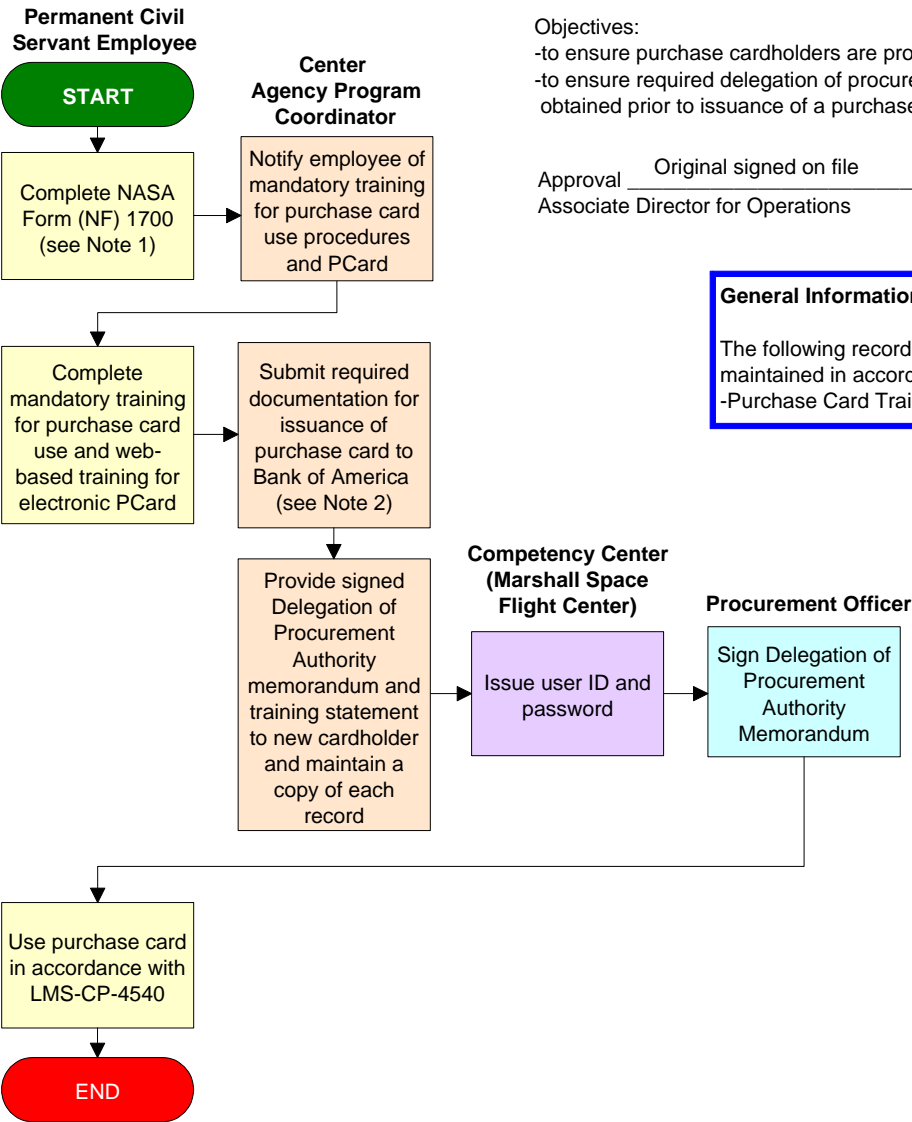 Permanent Civil
Servant Employee
START
Complete NASA
Form (NF) 1700
(see Note 1)
Center
Agency Program
Coordinator
Notify employee of
mandatory training
for purchase card
use procedures
and PCard
Objectives:
-to ensure purchase cardholders are pro
-to ensure required delegation of procure
obtained prior to issuance of a purchase
Approval Original signed on file
Associate Director for Operations
General Information
The following record
maintained in accord
-Purchase Card Trai
Complete
mandatory training
for purchase card
use and web-
based training for
electronic PCard
Submit required
documentation for
issuance of
purchase card to
Bank of America
(see Note 2)
Provide signed
Delegation of
Procurement
Authority
memorandum and
training statement
to new cardholder
and maintain a
copy of each
record
Competency Center
(Marshall Space
Flight Center)
Issue user ID and
password
Procurement Officer
Sign Delegation of
Procurement
Authority
Memorandum
Use purchase card
in accordance with
LMS-CP-4540
END